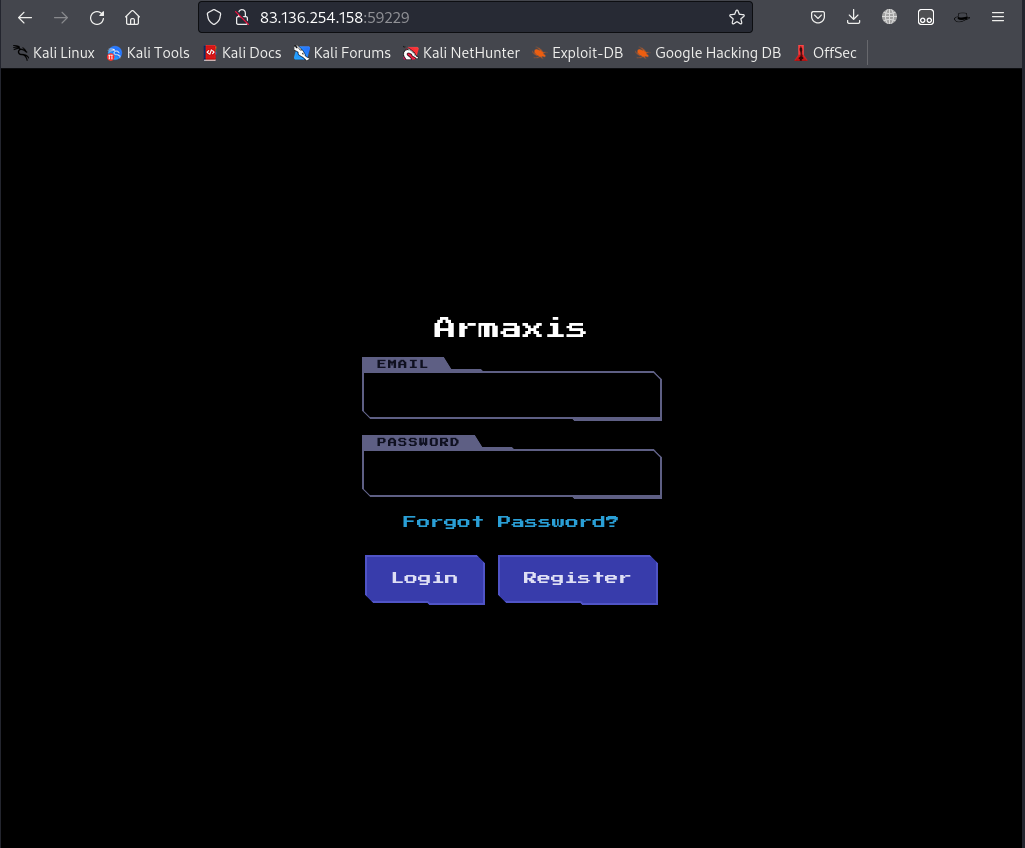 83.136.254.158:59229
Kali Linux Kali Tools Kali Docs Kali Forums Kali NetHunter Exploit-DB Google Hacking DB OffSec
Armaxis
EMAIL
PASSWORD
Forgot Password?
Login Register